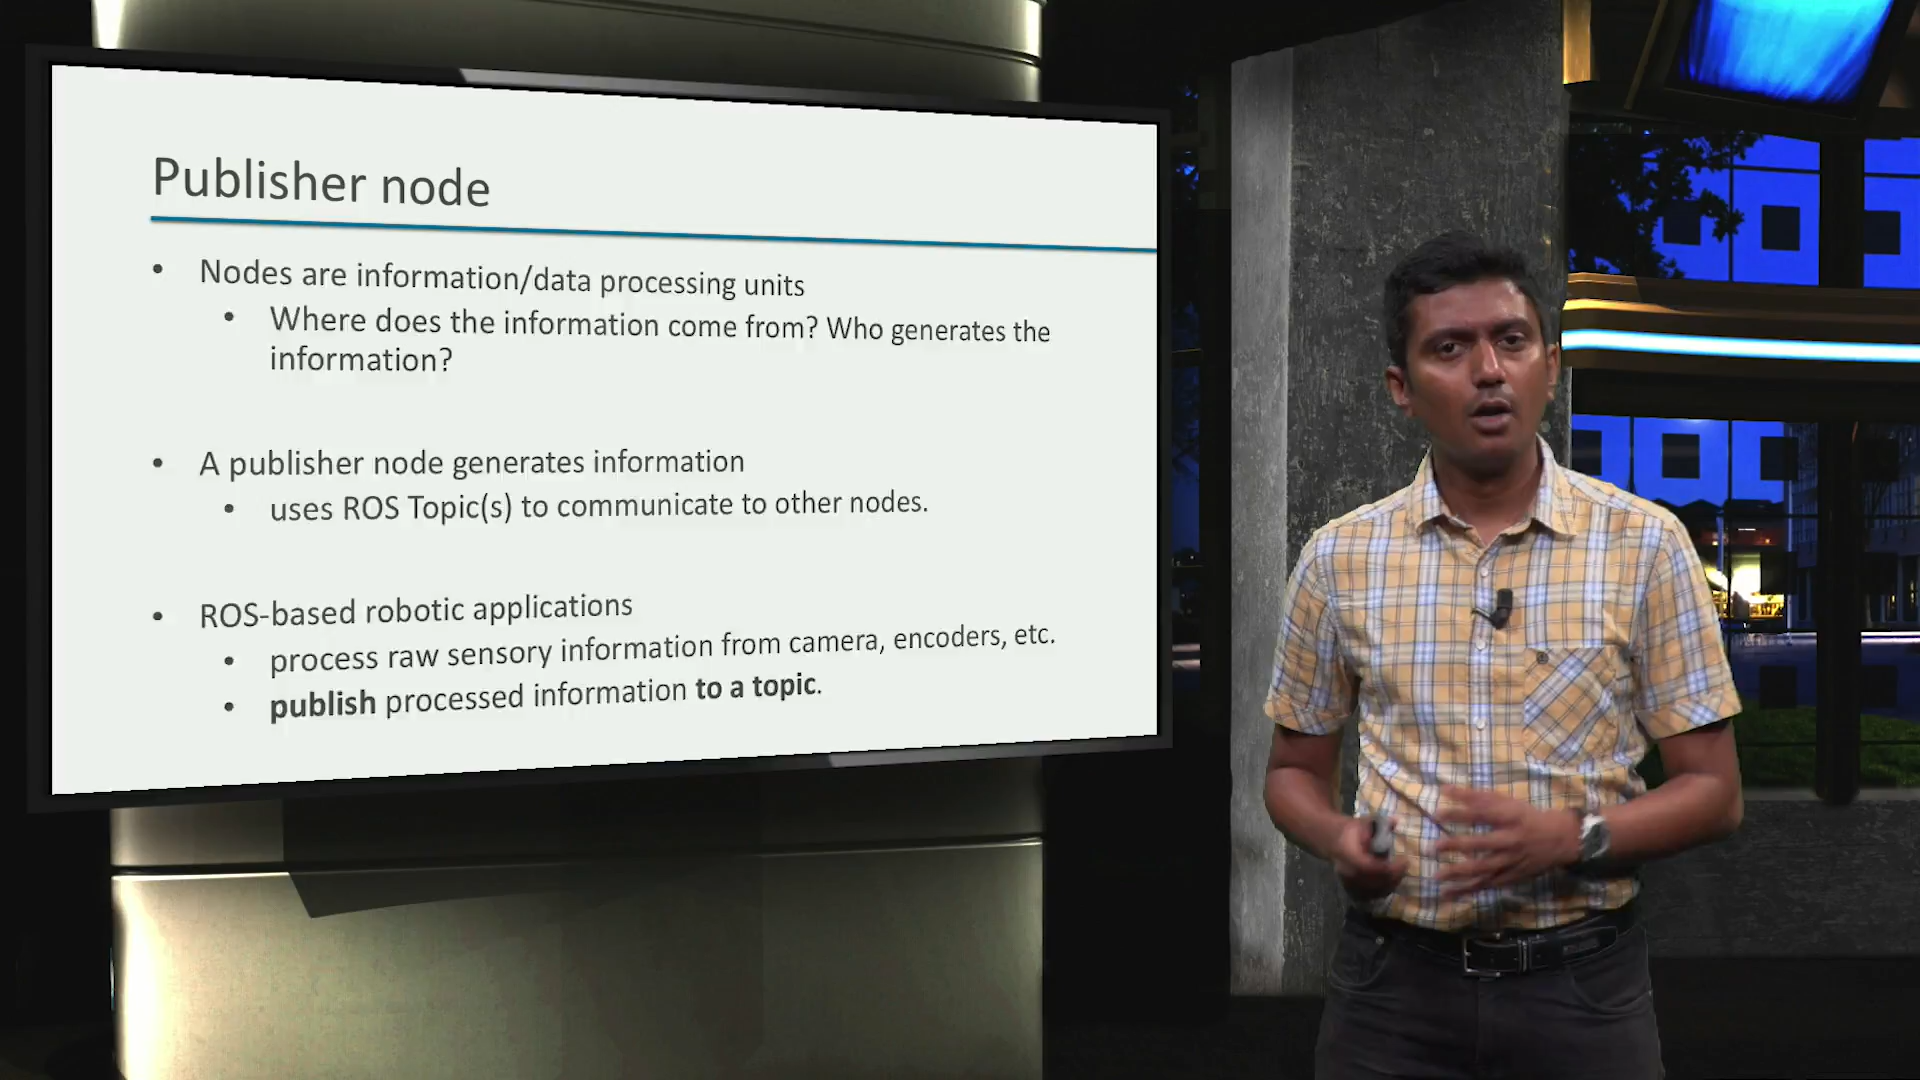 Publisher node
• Nodes are information/data processing units
• Where does the information come from? Who generates the
information?
• A publisher node generates information
• uses ROS Topic(s) to communicate to other nodes.
• ROS-based robotic applications
• process raw sensory information from camera, encoders, etc.
• publish processed information to a topic.